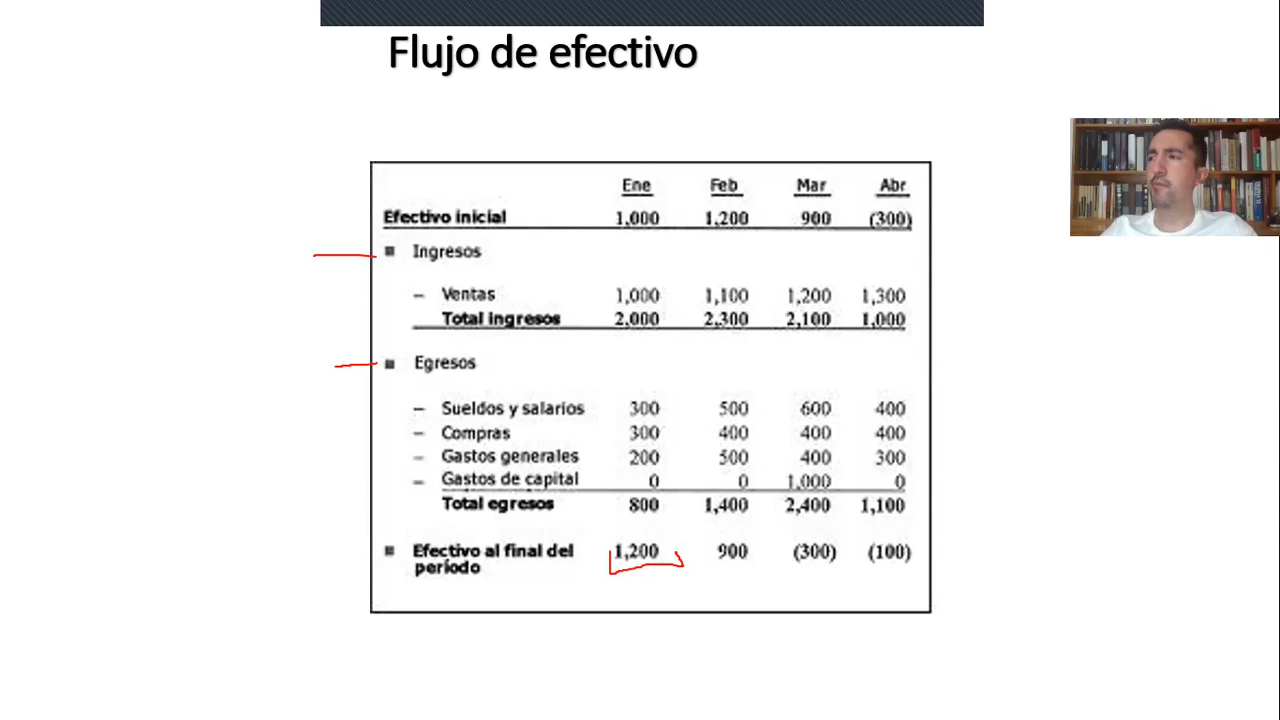 Flujo de efectivo
Ene Feb Mar Abr
Efectivo inicial 1,000 1,200 900 (300)
Ingresos
– Ventas 1,000 1,100 1,200 1,300
Total ingresos 2,000 2,300 2,100 1,000
Egresos
– Sueldos y salarios 300 500 600 400
– Compras 300 400 400 400
– Gastos generales 200 500 400 300
– Gastos de capital 0 0 1,000 0
Total egresos 800 1,400 2,400 1,100
Efectivo al final del 1,200 900 (300) (100)
período